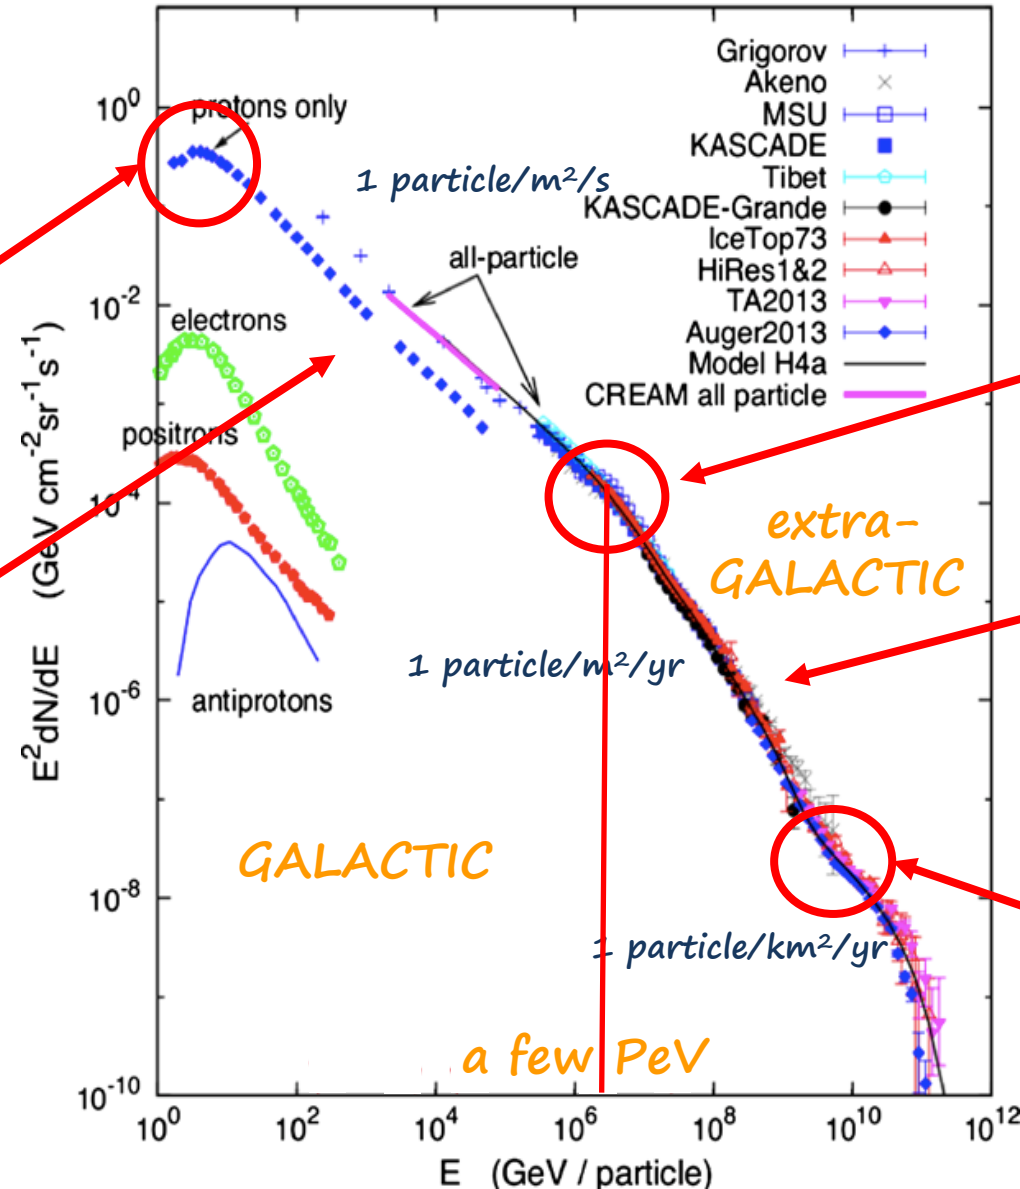 Grigorov
Akeno
MSU
KASCADE
Tibet
KASCADE-Grande
IceTop73
HiRes1&2
TA2013
Auger2013
Model H4a
CREAM all particle
10⁰
protons only
1 particle/m²/s
all-particle
10⁻²
electrons
positrons
10⁻⁴
extra-
GALACTIC
1 particle/m²/yr
10⁻⁶
antiprotons
GALACTIC
10⁻⁸
1 particle/km²/yr
a few PeV
10⁻¹⁰
10⁰ 10² 10⁴ 10⁶ 10⁸ 10¹⁰ 10¹²
E (GeV / particle)
E²dN/dE (GeV cm⁻²sr⁻¹s⁻¹)